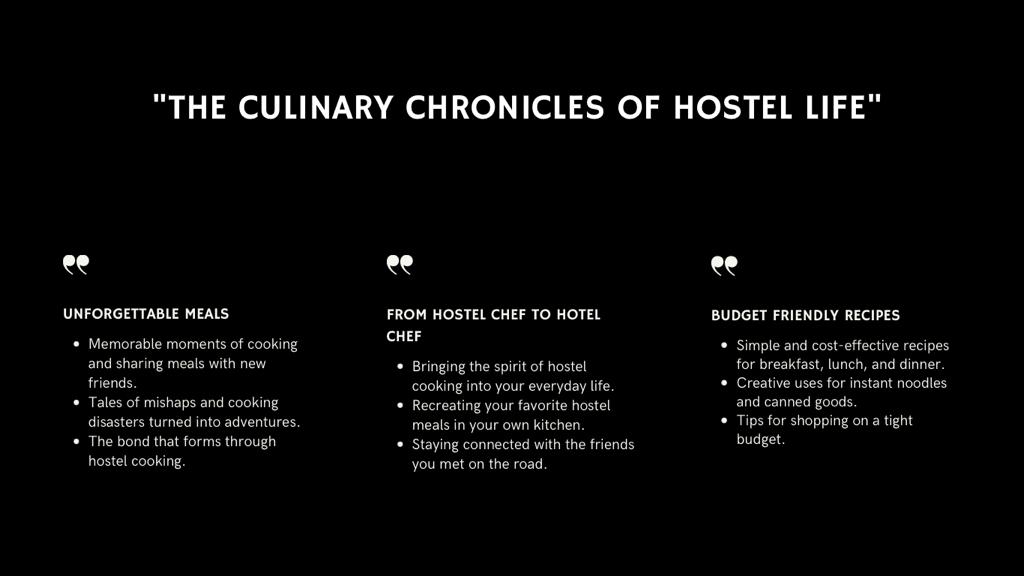 "THE CULINARY CHRONICLES OF HOSTEL LIFE"
UNFORGETTABLE MEALS
• Memorable moments of cooking
and sharing meals with new
friends.
• Tales of mishaps and cooking
disasters turned into adventures.
• The bond that forms through
hostel cooking.
FROM HOSTEL CHEF TO HOTEL
CHEF
• Bringing the spirit of hostel
cooking into your everyday life.
• Recreating your favorite hostel
meals in your own kitchen.
• Staying connected with the friends
you met on the road.
BUDGET FRIENDLY RECIPES
• Simple and cost-effective recipes
for breakfast, lunch, and dinner.
• Creative uses for instant noodles
and canned goods.
• Tips for shopping on a tight
budget.